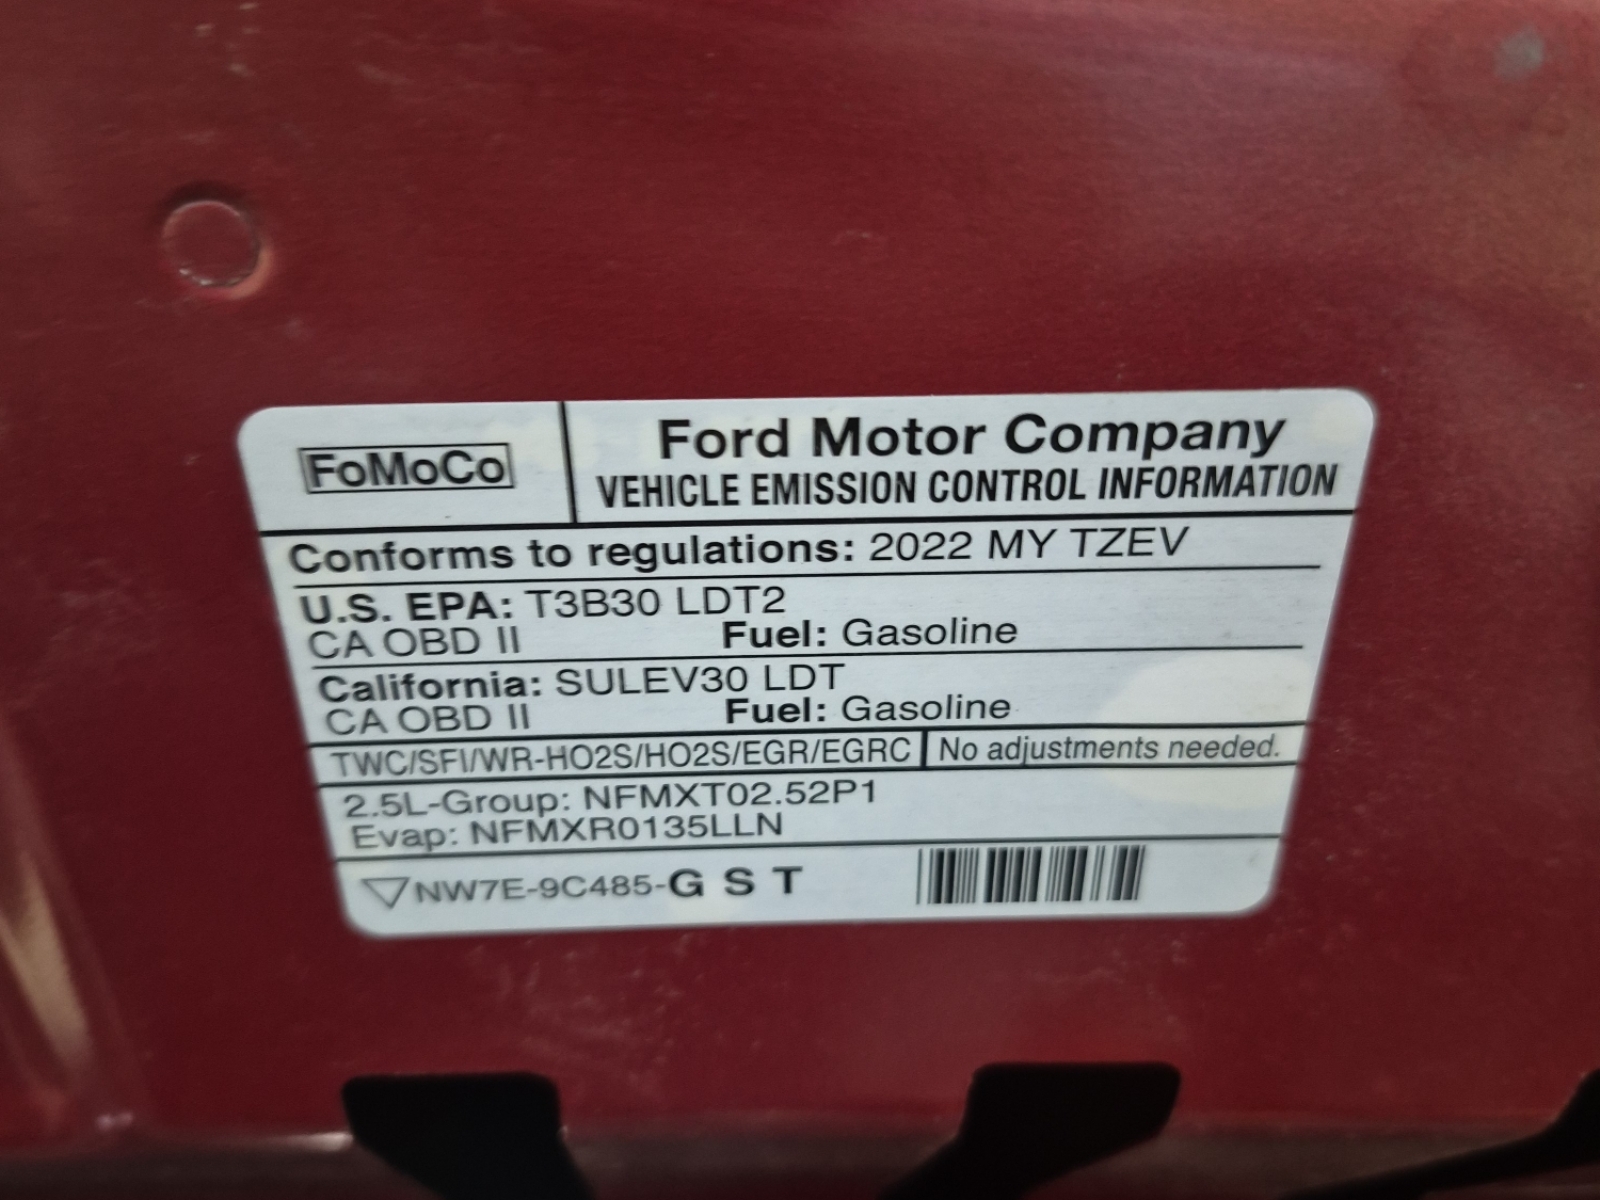 FoMoCo
Ford Motor Company
VEHICLE EMISSION CONTROL INFORMATION
Conforms to regulations: 2022 MY TZEV
U.S. EPA: T3B30 LDT2
CA OBD II Fuel: Gasoline
California: SULEV30 LDT
CA OBD II Fuel: Gasoline
TWC/SFI/WR-HO2S/HO2S/EGR/EGRC No adjustments needed.
2.5L-Group: NFMXT02.52P1
Evap: NFMXR0135LLN
NW7E-9C485-G S T